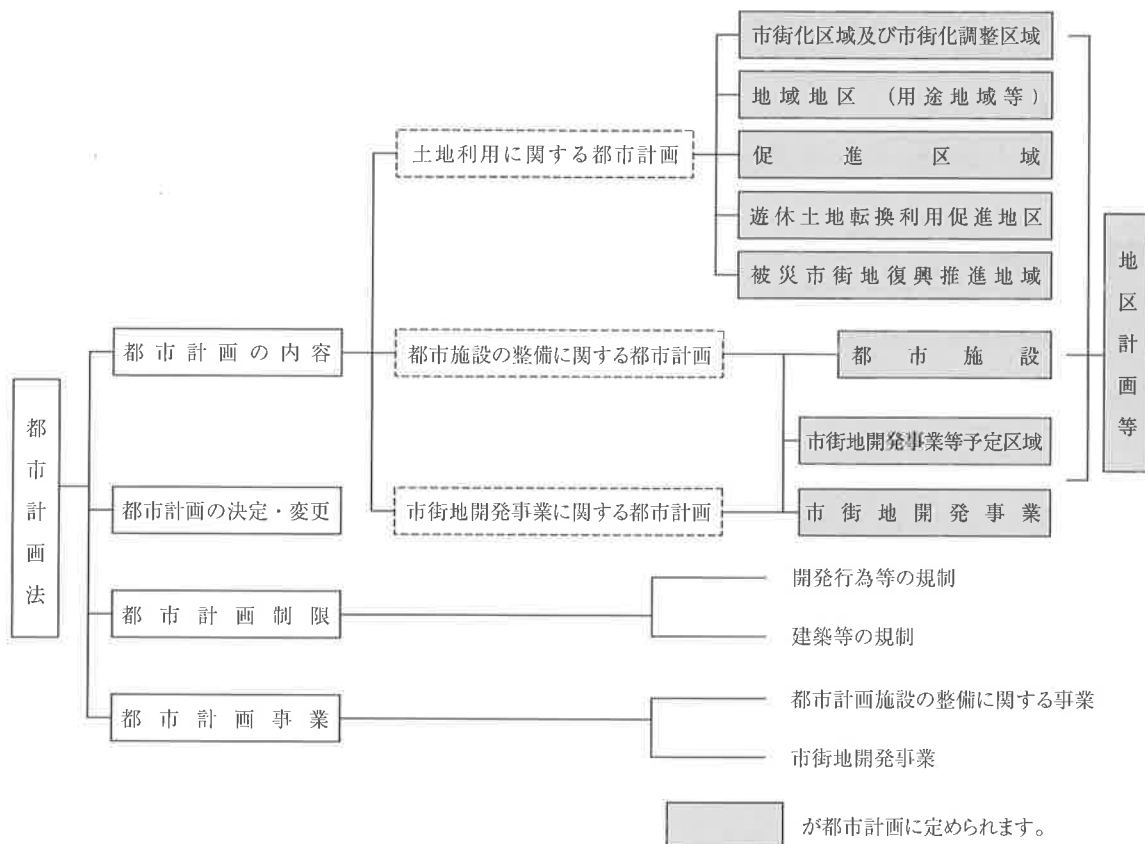 都市計画法
都市計画の内容
都市計画の決定・変更
都市計画制限
都市計画事業
土地利用に関する都市計画
都市施設の整備に関する都市計画
市街地開発事業に関する都市計画
市街化区域及び市街化調整区域
地域地区（用途地域等）
促進区域
遊休土地転換利用促進地区
被災市街地復興推進地域
都市施設
市街地開発事業等予定区域
市街地開発事業
地区計画等
開発行為等の規制
建築等の規制
都市計画施設の整備に関する事業
市街地開発事業
が都市計画に定められます。